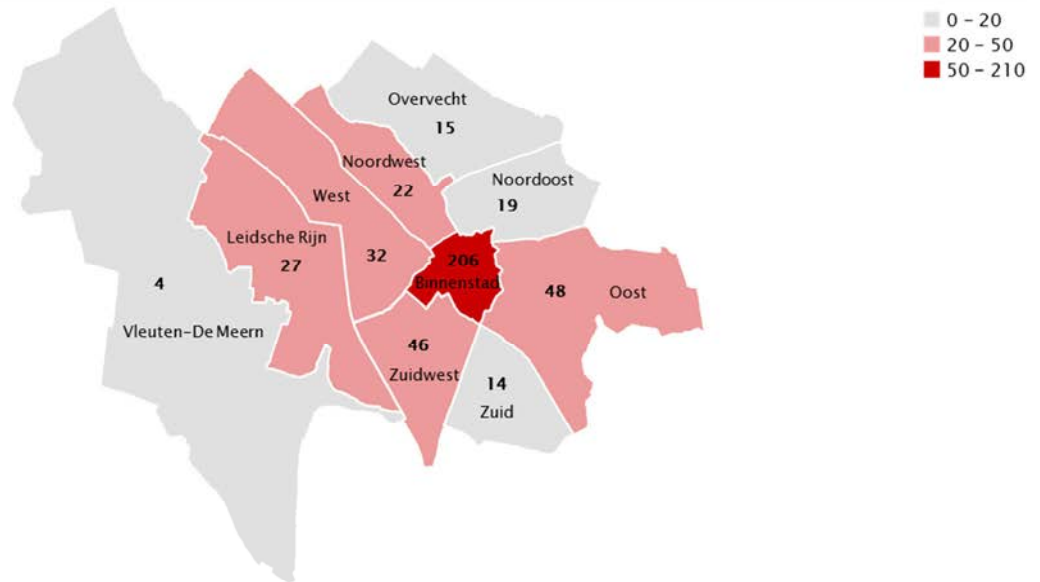 0 – 20
20 – 50
50 – 210
Overvecht
15
Noordwest
22
Noordoost
19
West
32
Leidsche Rijn
27
206
Binnenstad
48
Oost
4
Vleuten–De Meern
46
Zuidwest
14
Zuid